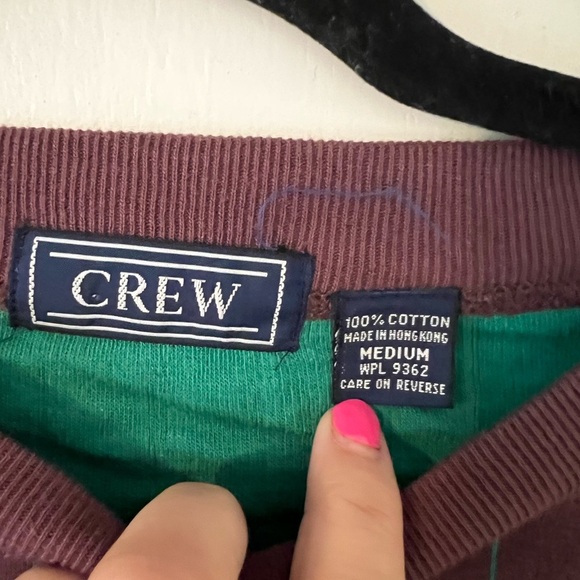 CREW
100% COTTON
MADE IN HONG KONG
MEDIUM
WPL 9362
CARE ON REVERSE